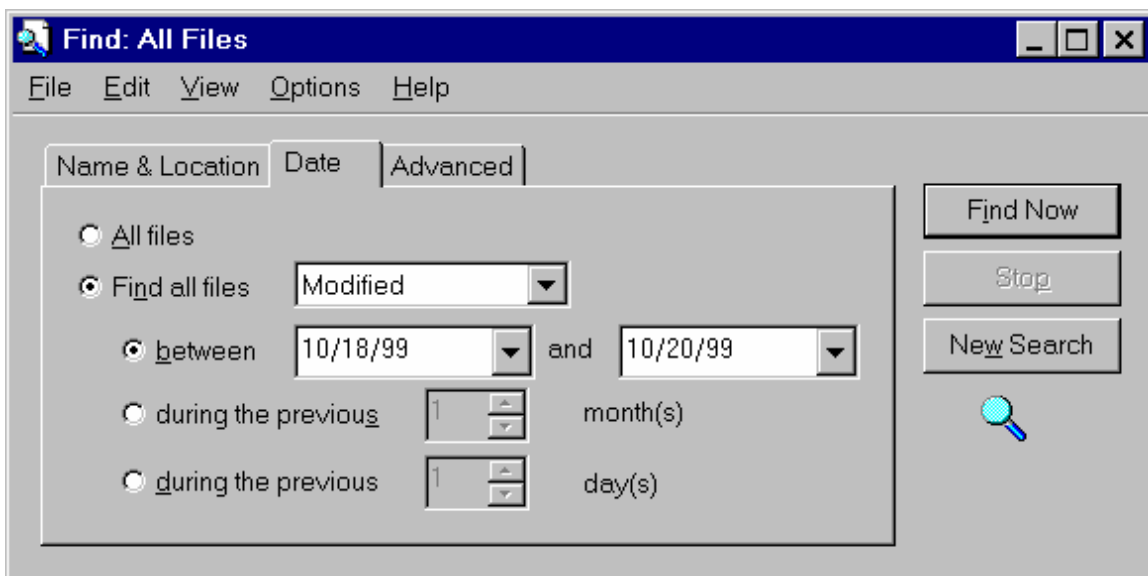 Find: All Files
File Edit View Options Help
Name & Location Date Advanced
All files
Find all files Modified
between 10/18/99 and 10/20/99
during the previous 1 month(s)
during the previous 1 day(s)
Find Now
Stop
New Search